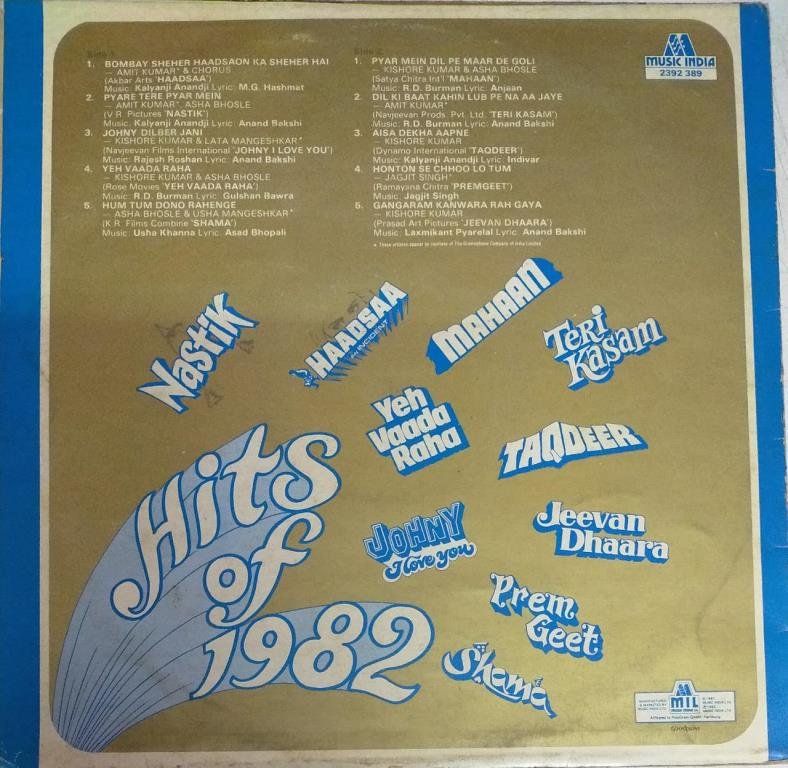 Side 1
1. BOMBAY SHEHER HAADSAON KA SHEHER HAI
— AMIT KUMAR* & CHORUS
(Akbar Arts 'HAADSAA')
Music: Kalyanji Anandji Lyric: M.G. Hashmat
2. PYARE TERE PYAR MEIN
— AMIT KUMAR*, ASHA BHOSLE
(V.R. Pictures 'NASTIK')
Music: Kalyanji Anandji Lyric: Anand Bakshi
3. JOHNY DILBER JANI
— KISHORE KUMAR & LATA MANGESHKAR*
(Navjeevan Films International 'JOHNY I LOVE YOU')
Music: Rajesh Roshan Lyric: Anand Bakshi
4. YEH VAADA RAHA
— KISHORE KUMAR & ASHA BHOSLE
(Rose Movies 'YEH VAADA RAHA')
Music: R.D. Burman Lyric: Gulshan Bawra
5. HUM TUM DONO RAHENGE
— ASHA BHOSLE & USHA MANGESHKAR*
(K.R. Films Combine 'SHAMA')
Music: Usha Khanna Lyric: Asad Bhopali
Side 2
1. PYAR MEIN DIL PE MAAR DE GOLI
— KISHORE KUMAR & ASHA BHOSLE
(Satya Chitra Int'l 'MAHAAN')
Music: R.D. Burman Lyric: Anjaan
2. DIL KI BAAT KAHIN LUB PE NA AA JAYE
— AMIT KUMAR*
(Navjeevan Prods. Pvt. Ltd. 'TERI KASAM')
Music: R.D. Burman Lyric: Anand Bakshi
3. AISA DEKHA AAPNE
— KISHORE KUMAR
(Dynamo International 'TAQDEER')
Music: Kalyanji Anandji Lyric: Indivar
4. HONTON SE CHHOO LO TUM
— JAGJIT SINGH*
(Ramayana Chitra 'PREMGEET')
Music: Jagjit Singh
5. GANGARAM KANWARA RAH GAYA
— KISHORE KUMAR
(Prasad Art Pictures 'JEEVAN DHAARA')
Music: Laxmikant Pyarelal Lyric: Anand Bakshi
* These artistes appear by courtesy of The Gramophone Company of India Limited
MUSIC INDIA
2392 389
Nastik
HAADSAA
an INCIDENT
MAHAAN
Teri
Kasam
Yeh
Vaada
Raha
TAQDEER
Hits
of
1982
JOHNY
I love you
Jeevan
Dhaara
Prem
Geet
Shama
MANUFACTURED
& MARKETED BY
MUSIC INDIA LTD.
MIL